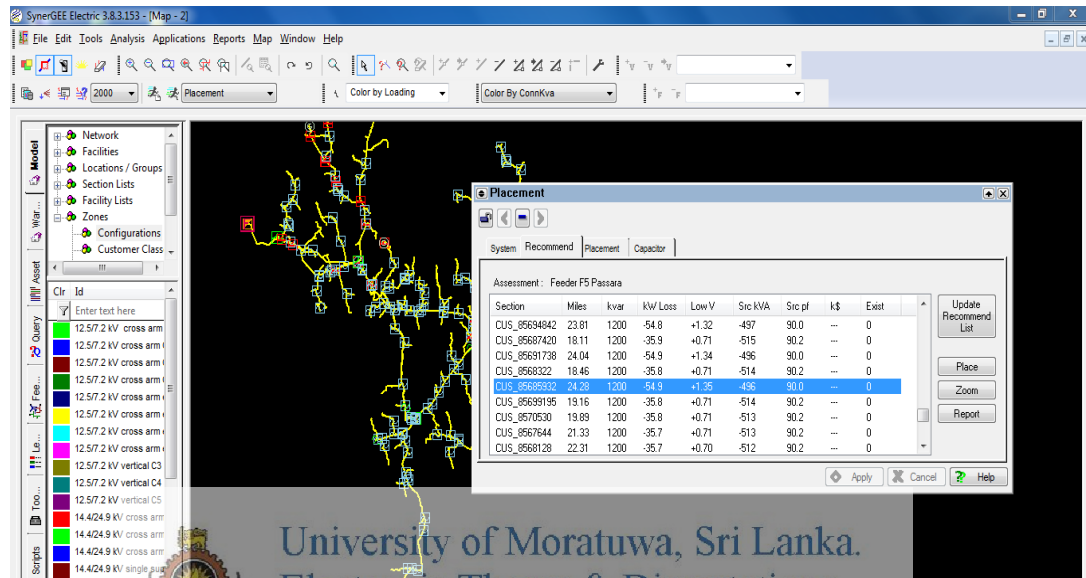 SynerGEE Electric 3.8.3.153 - [Map - 2]
File Edit Tools Analysis Applications Reports Map Window Help
2000 Placement Color by Loading Color By ConnKva
Model
War...
Asset
Query
Fee...
Le...
Too...
Scripts
Network
Facilities
Locations / Groups
Section Lists
Facility Lists
Zones
Configurations
Customer Class
Clr Id
Enter text here
12.5/7.2 kV cross arm
12.5/7.2 kV cross arm
12.5/7.2 kV cross arm
12.5/7.2 kV cross arm
12.5/7.2 kV cross arm
12.5/7.2 kV cross arm
12.5/7.2 kV cross arm
12.5/7.2 kV cross arm
12.5/7.2 kV vertical C3
12.5/7.2 kV vertical C4
12.5/7.2 kV vertical C5
14.4/24.9 kV cross arm
14.4/24.9 kV cross arm
14.4/24.9 kV cross arm
14.4/24.9 kV single
Placement
System Recommend Placement Capacitor
Assessment : Feeder F5 Passara
Section Miles kvar kW Loss Low V Src kVA Src pf k$ Exist
CUS_85694842 23.81 1200 -54.8 +1.32 -497 90.0 --- 0
CUS_85687420 18.11 1200 -35.9 +0.71 -515 90.2 --- 0
CUS_85691738 24.04 1200 -54.9 +1.34 -496 90.0 --- 0
CUS_8568322 18.46 1200 -35.8 +0.71 -514 90.2 --- 0
CUS_85685932 24.28 1200 -54.9 +1.35 -496 90.0 --- 0
CUS_85699195 19.16 1200 -35.8 +0.71 -514 90.2 --- 0
CUS_8570530 19.89 1200 -35.8 +0.71 -513 90.2 --- 0
CUS_8567644 21.33 1200 -35.7 +0.71 -513 90.2 --- 0
CUS_8568128 22.31 1200 -35.7 +0.70 -512 90.2 --- 0
Update
Recommend
List
Place
Zoom
Report
Apply Cancel Help
University of Moratuwa, Sri Lanka.